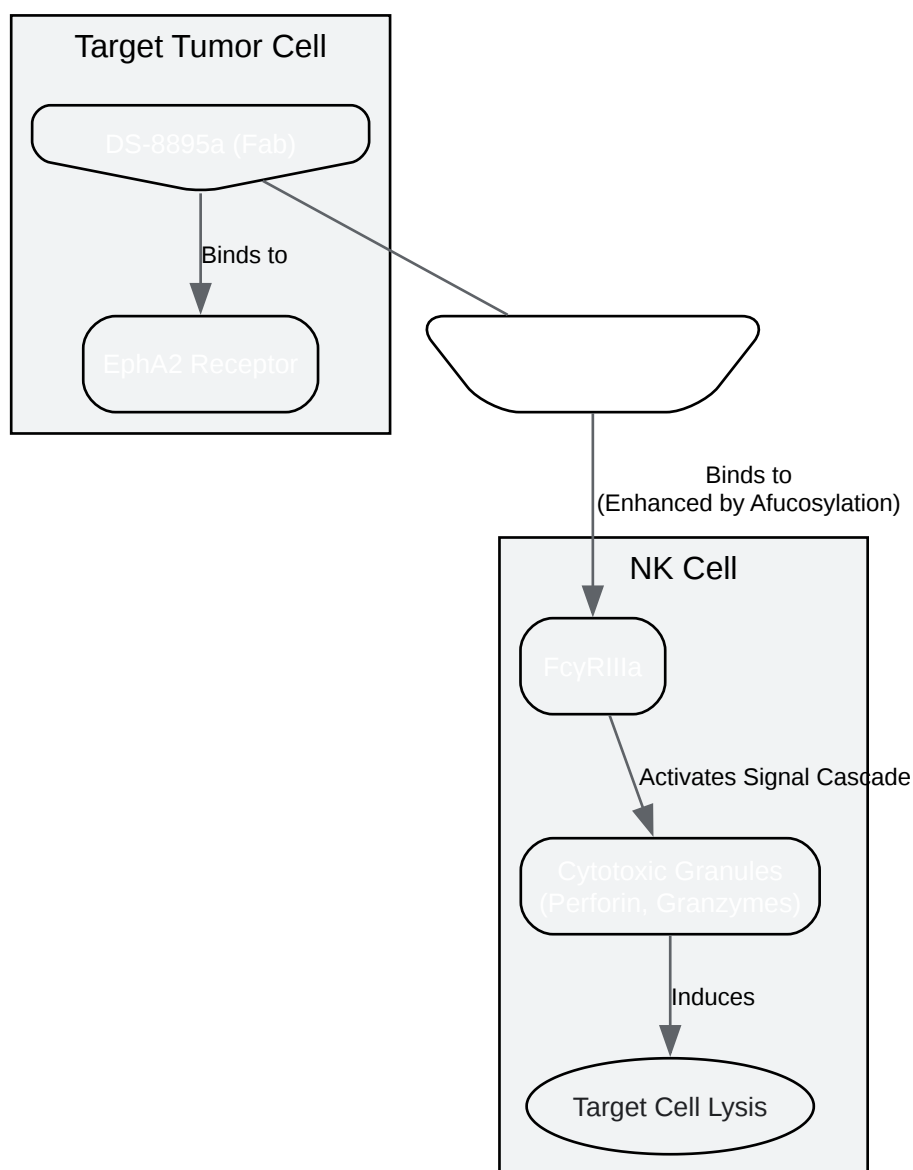 Target Tumor Cell
DS-8895a (Fab)
Binds to
EphA2 Receptor
Binds to
(Enhanced by Afucosylation)
NK Cell
FcγRIIIa
Activates Signal Cascade
Cytotoxic Granules
(Perforin, Granzymes)
Induces
Target Cell Lysis